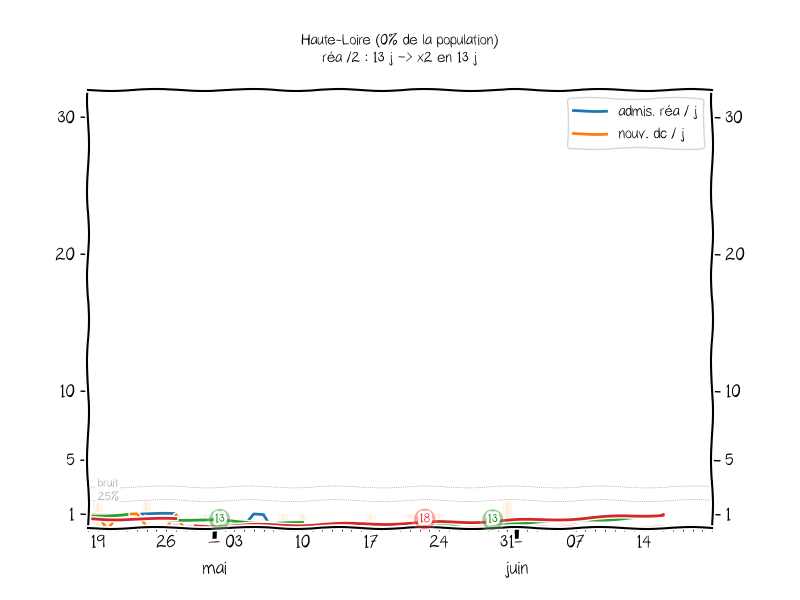 Haute-Loire (0% de la population)
réa /2 : 13 j -> x2 en 13 j
admis. réa / j
nouv. dc / j
30 30
20 20
10 10
5 5
bruit
25%
1 13 18 13 1
19 26 03 10 17 24 31 07 14
mai juin